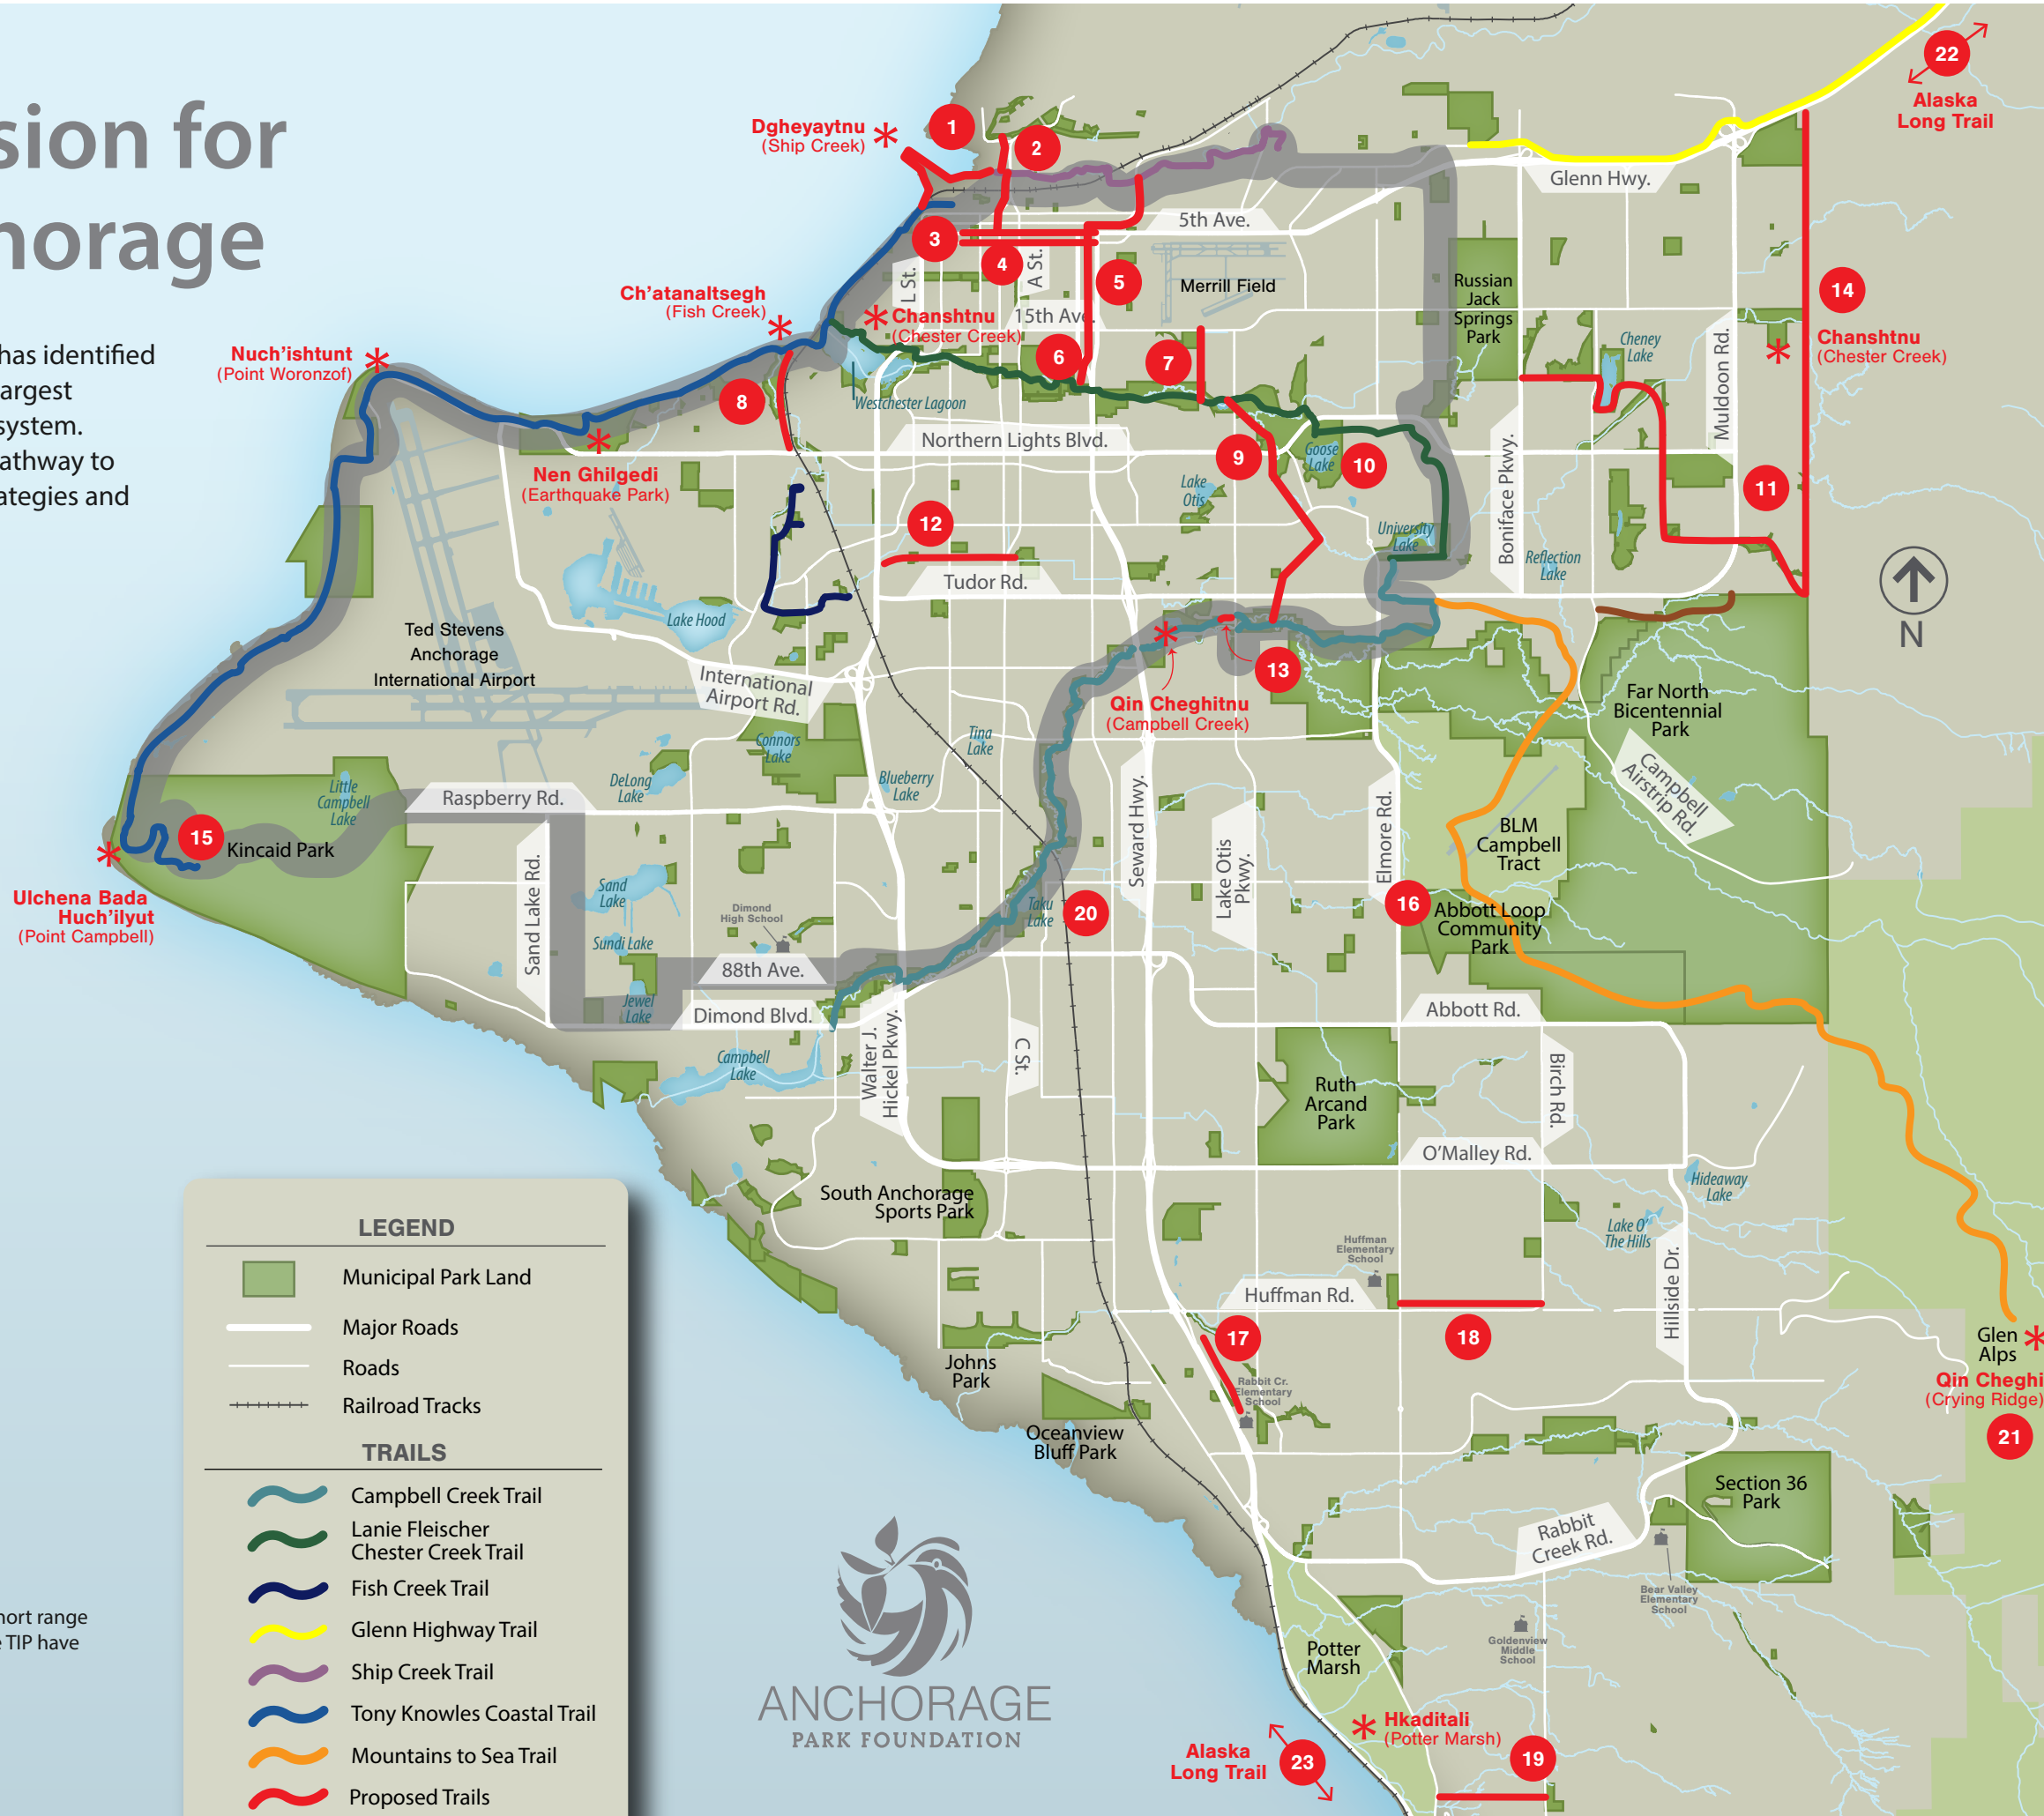 sion for
horage
has identified
argest
system.
athway to
ategies and
hort range
e TIP have
Dgheyaytnu
(Ship Creek)
1
2
22
Alaska
Long Trail
Glenn Hwy.
5th Ave.
3
4
5
L St.
A St.
Merrill Field
Russian
Jack
Springs
Park
14
Ch’atanaltsegh
(Fish Creek)
Chanshtnu
(Chester Creek)
15th Ave.
Cheney
Lake
Muldoon Rd.
Chanshtnu
(Chester Creek)
Nuch’ishtunt
(Point Woronzof)
6
7
8
Westchester Lagoon
Northern Lights Blvd.
9
Goose
Lake
10
Nen Ghilgedi
(Earthquake Park)
Lake
Otis
Boniface Pkwy.
11
12
University
Lake
Reflection
Lake
Tudor Rd.
N
Lake Hood
Ted Stevens
Anchorage
International Airport
International
Airport Rd.
13
Qin Cheghitnu
(Campbell Creek)
Far North
Bicentennial
Park
Campbell
Airstrip Rd.
Connors
Lake
Tina
Lake
DeLong
Lake
Blueberry
Lake
Little
Campbell
Lake
Raspberry Rd.
Seward Hwy.
Elmore Rd.
BLM
Campbell
Tract
15
Kincaid Park
Ulchena Bada
Huch’ilyut
(Point Campbell)
Sand Lake Rd.
Sand
Lake
Lake Otis
Pkwy.
Dimond
High School
Taku
Lake
20
16
Abbott Loop
Community
Park
Sundi Lake
88th Ave.
Jewel
Lake
Dimond Blvd.
Abbott Rd.
Walter J.
Hickel Pkwy.
C St.
Campbell
Lake
Birch Rd.
Ruth
Arcand
Park
O’Malley Rd.
Hideaway
Lake
South Anchorage
Sports Park
Lake O’
The Hills
Huffman
Elementary
School
Hillside Dr.
Huffman Rd.
17
18
Glen
Alps
Johns
Park
Rabbit Cr.
Elementary
School
Qin Cheghi
(Crying Ridge)
21
Oceanview
Bluff Park
Section 36
Park
Rabbit
Creek Rd.
Bear Valley
Elementary
School
Goldenview
Middle
School
Potter
Marsh
Hkaditali
(Potter Marsh)
Alaska
Long Trail
23
19
LEGEND
Municipal Park Land
Major Roads
Roads
Railroad Tracks
TRAILS
Campbell Creek Trail
Lanie Fleischer
Chester Creek Trail
Fish Creek Trail
Glenn Highway Trail
Ship Creek Trail
Tony Knowles Coastal Trail
Mountains to Sea Trail
Proposed Trails
ANCHORAGE
PARK FOUNDATION